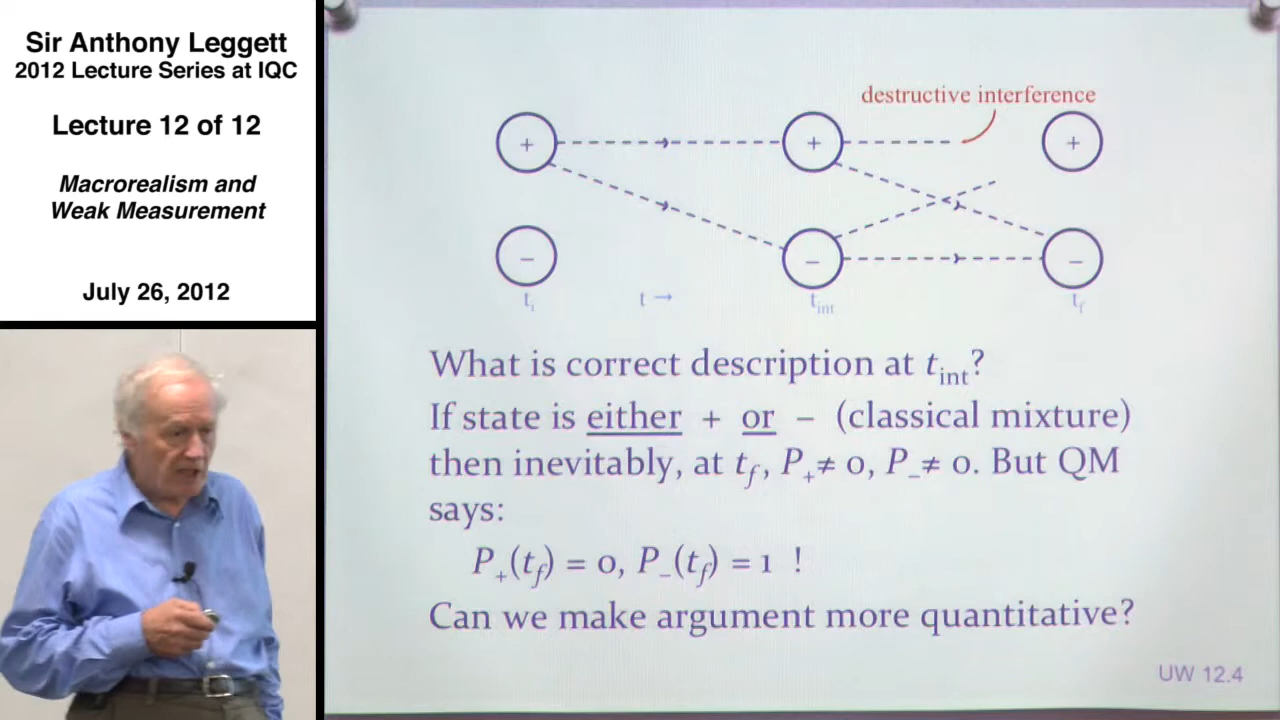 Sir Anthony Leggett
2012 Lecture Series at IQC
Lecture 12 of 12
Macrorealism and
Weak Measurement
July 26, 2012
destructive interference
+ + +
− − −
tᵢ t → t_int t_f
What is correct description at t_int?
If state is either + or − (classical mixture)
then inevitably, at t_f, P₊ ≠ 0, P₋ ≠ 0. But QM
says:
P₊(t_f) = 0, P₋(t_f) = 1 !
Can we make argument more quantitative?
UW 12.4